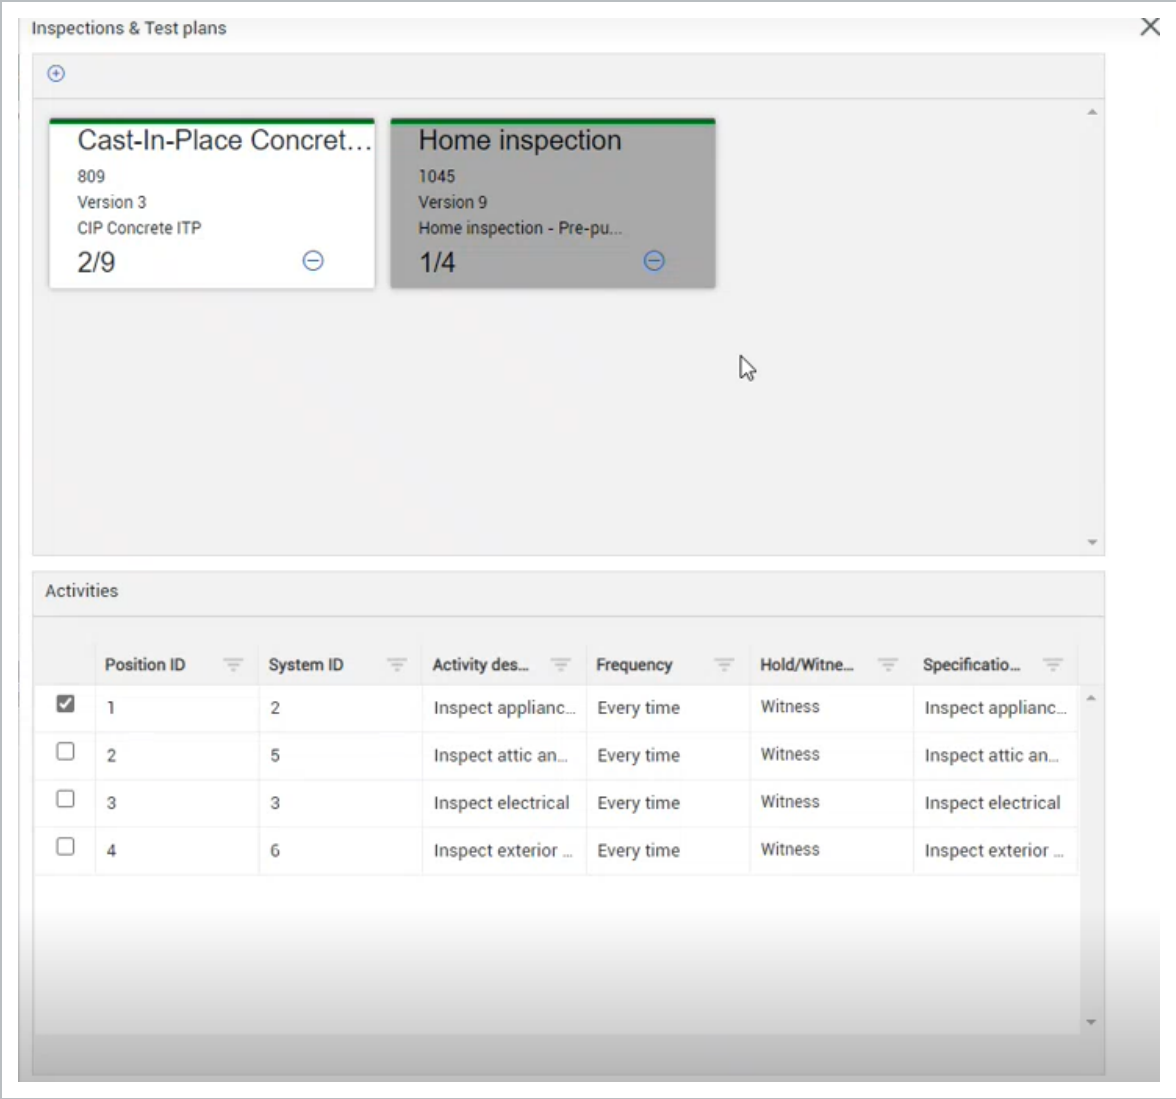 Inspections & Test plans
Cast-In-Place Concret...
809
Version 3
CIP Concrete ITP
2/9
Home inspection
1045
Version 9
Home inspection - Pre-pu...
1/4
Activities
Position ID System ID Activity des... Frequency Hold/Witne... Specificatio...
1 2 Inspect applianc... Every time Witness Inspect applianc...
2 5 Inspect attic an... Every time Witness Inspect attic an...
3 3 Inspect electrical Every time Witness Inspect electrical
4 6 Inspect exterior ... Every time Witness Inspect exterior ...